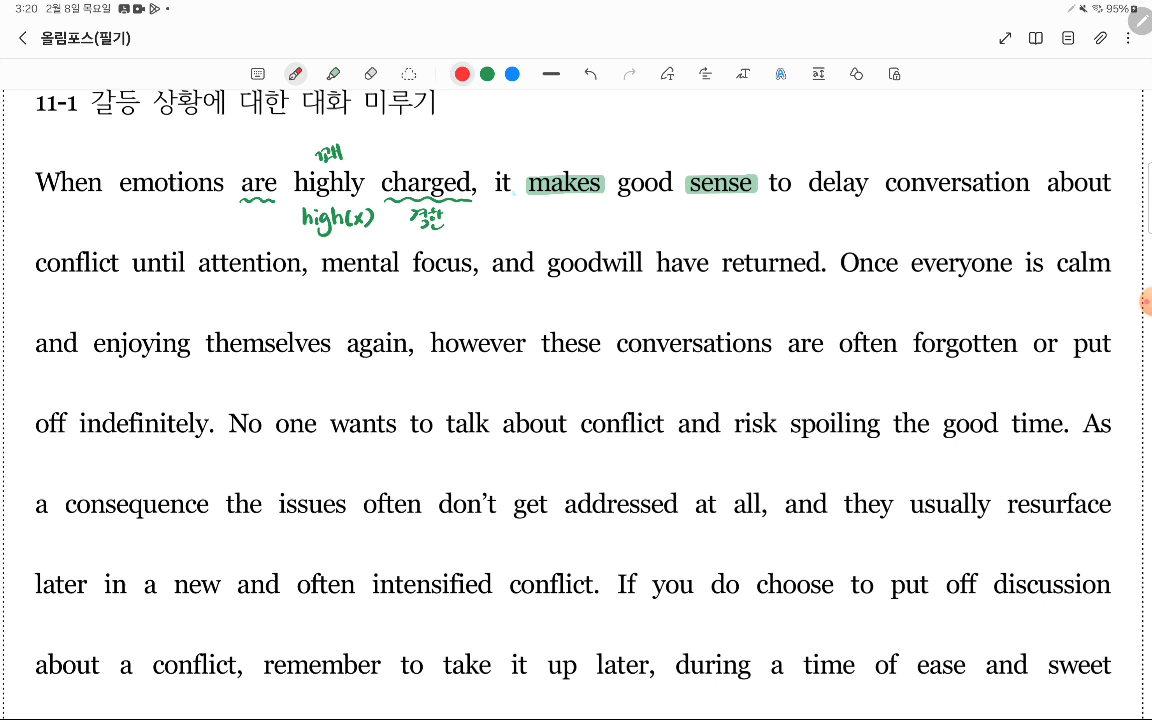 3:20 2월 8일 목요일 95%
올림포스(필기)
11-1 갈등 상황에 대한 대화 미루기
꽤
When emotions are highly charged, it makes good sense to delay conversation about
high(x) 격한
conflict until attention, mental focus, and goodwill have returned. Once everyone is calm
and enjoying themselves again, however these conversations are often forgotten or put
off indefinitely. No one wants to talk about conflict and risk spoiling the good time. As
a consequence the issues often don't get addressed at all, and they usually resurface
later in a new and often intensified conflict. If you do choose to put off discussion
about a conflict, remember to take it up later, during a time of ease and sweet